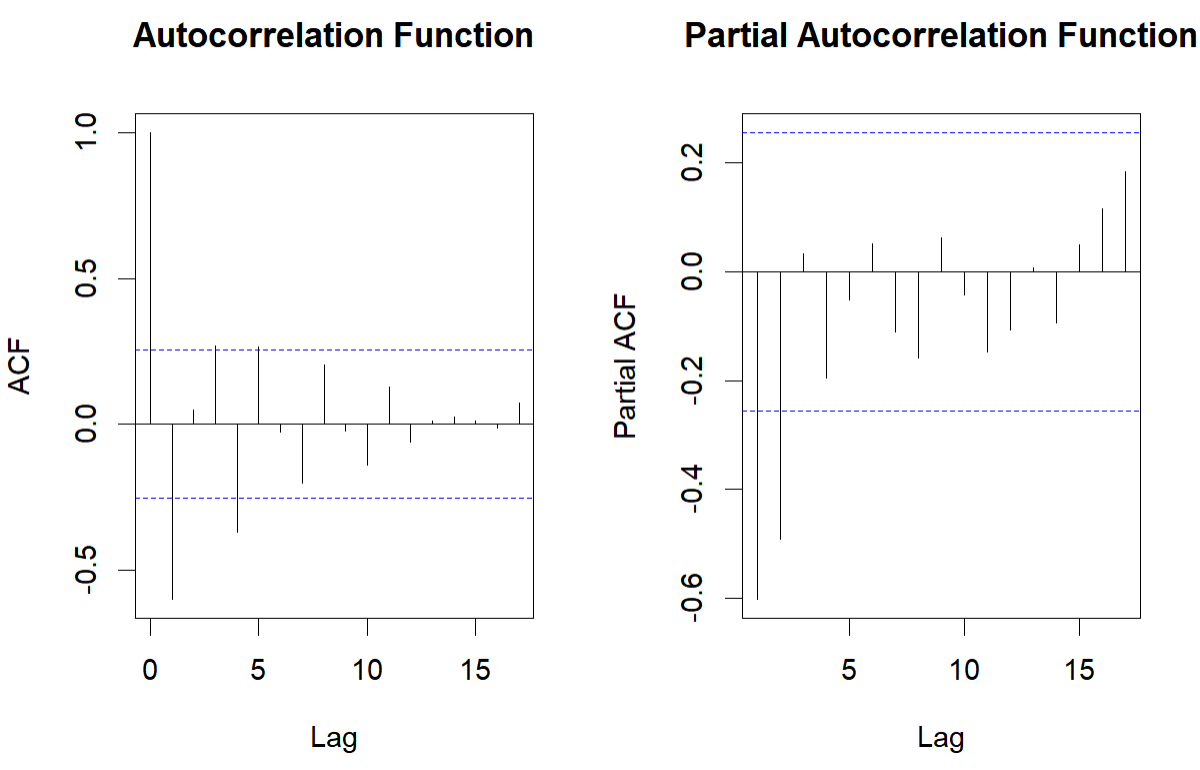 Autocorrelation Function
ACF
1.0
0.5
0.0
-0.5
0 5 10 15
Lag
Partial Autocorrelation Function
Partial ACF
0.2
0.0
-0.2
-0.4
-0.6
5 10 15
Lag